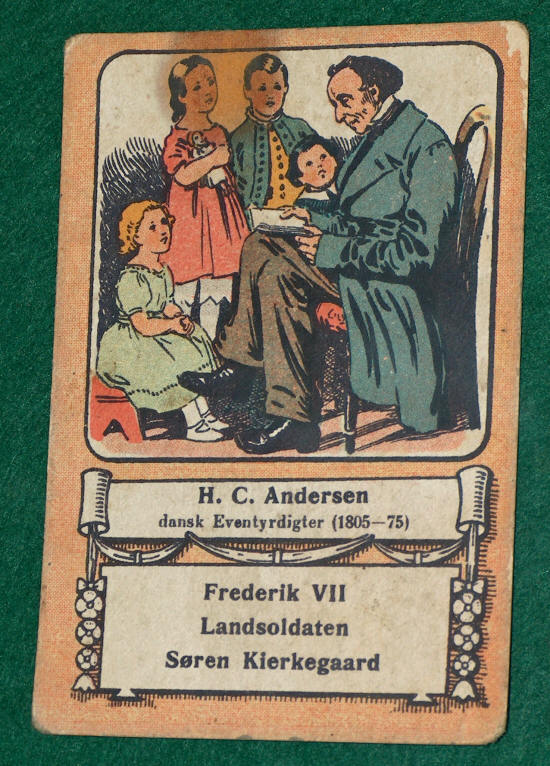 A
H. C. Andersen
dansk Eventyrdigter (1805—75)
Frederik VII
Landsoldaten
Søren Kierkegaard